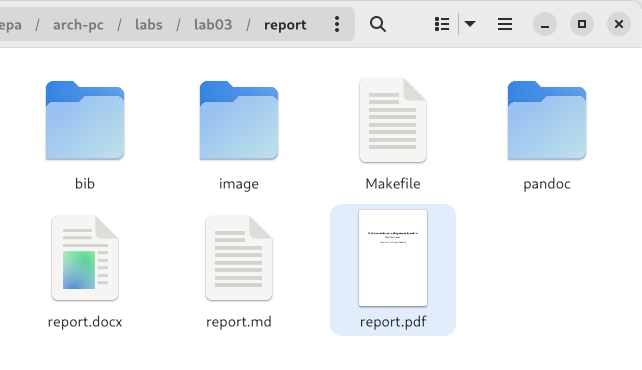 epa / arch-pc / labs / lab03 / report
bib
image
Makefile
pandoc
report.docx
report.md
report.pdf